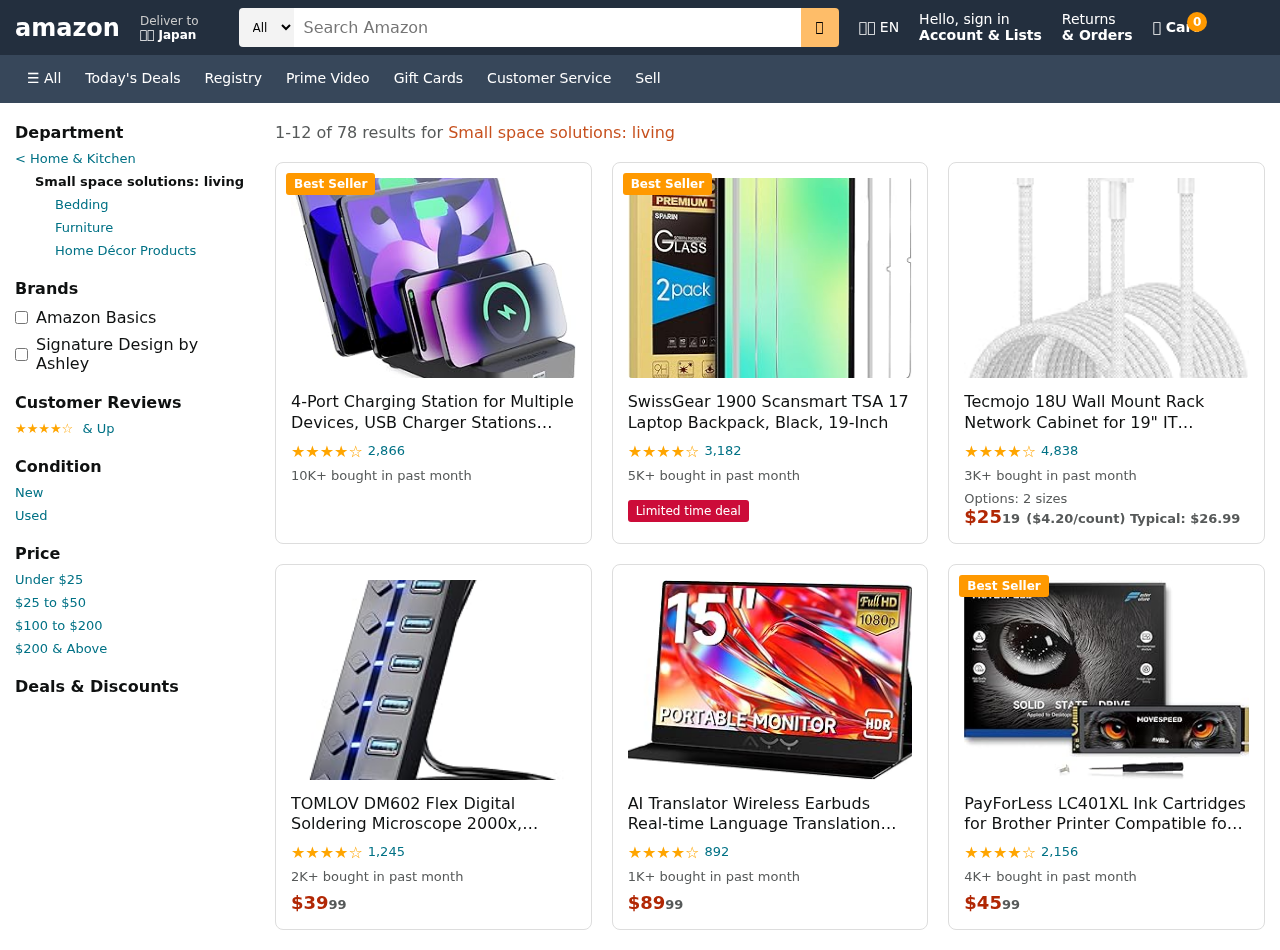 amazon
Deliver to
Japan
All
Search Amazon
EN
Hello, sign in
Account & Lists
Returns
& Orders
0
☰ All
Today's Deals
Registry
Prime Video
Gift Cards
Customer Service
Sell
Department
< Home & Kitchen
Small space solutions: living
Bedding
Furniture
Home Décor Products
Brands
Amazon Basics
Signature Design by
Ashley
Customer Reviews
★★★★☆ & Up
Condition
New
Used
Price
Under $25
$25 to $50
$100 to $200
$200 & Above
Deals & Discounts
1-12 of 78 results for Small space solutions: living
Best Seller
4-Port Charging Station for Multiple
Devices, USB Charger Stations…
★★★★☆ 2,866
10K+ bought in past month
Best Seller
PREMIUM T
SPARIN
GLASS
SCREEN PROTECTOR
2pack
9H
SwissGear 1900 Scansmart TSA 17
Laptop Backpack, Black, 19-Inch
★★★★☆ 3,182
5K+ bought in past month
Limited time deal
Tecmojo 18U Wall Mount Rack
Network Cabinet for 19" IT…
★★★★☆ 4,838
3K+ bought in past month
Options: 2 sizes
$2519 ($4.20/count) Typical: $26.99
TOMLOV DM602 Flex Digital
Soldering Microscope 2000x,…
★★★★☆ 1,245
2K+ bought in past month
$3999
15"
Full HD
1080p
PORTABLE MONITOR
HDR
AI Translator Wireless Earbuds
Real-time Language Translation…
★★★★☆ 892
1K+ bought in past month
$8999
Best Seller
SOLID STATE DRIVE
MOVESPEED
PayForLess LC401XL Ink Cartridges
for Brother Printer Compatible fo…
★★★★☆ 2,156
4K+ bought in past month
$4599